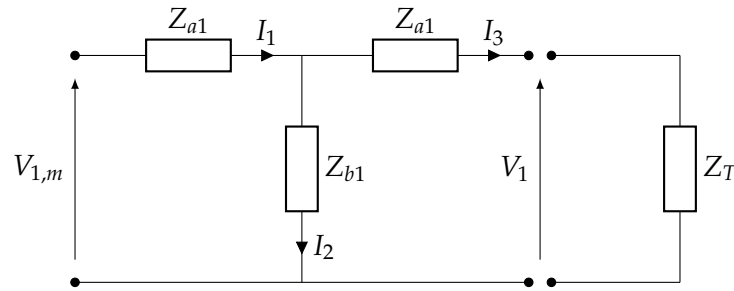 Z_{a1} I_1 Z_{a1} I_3
V_{1,m} Z_{b1} V_1 Z_T
I_2